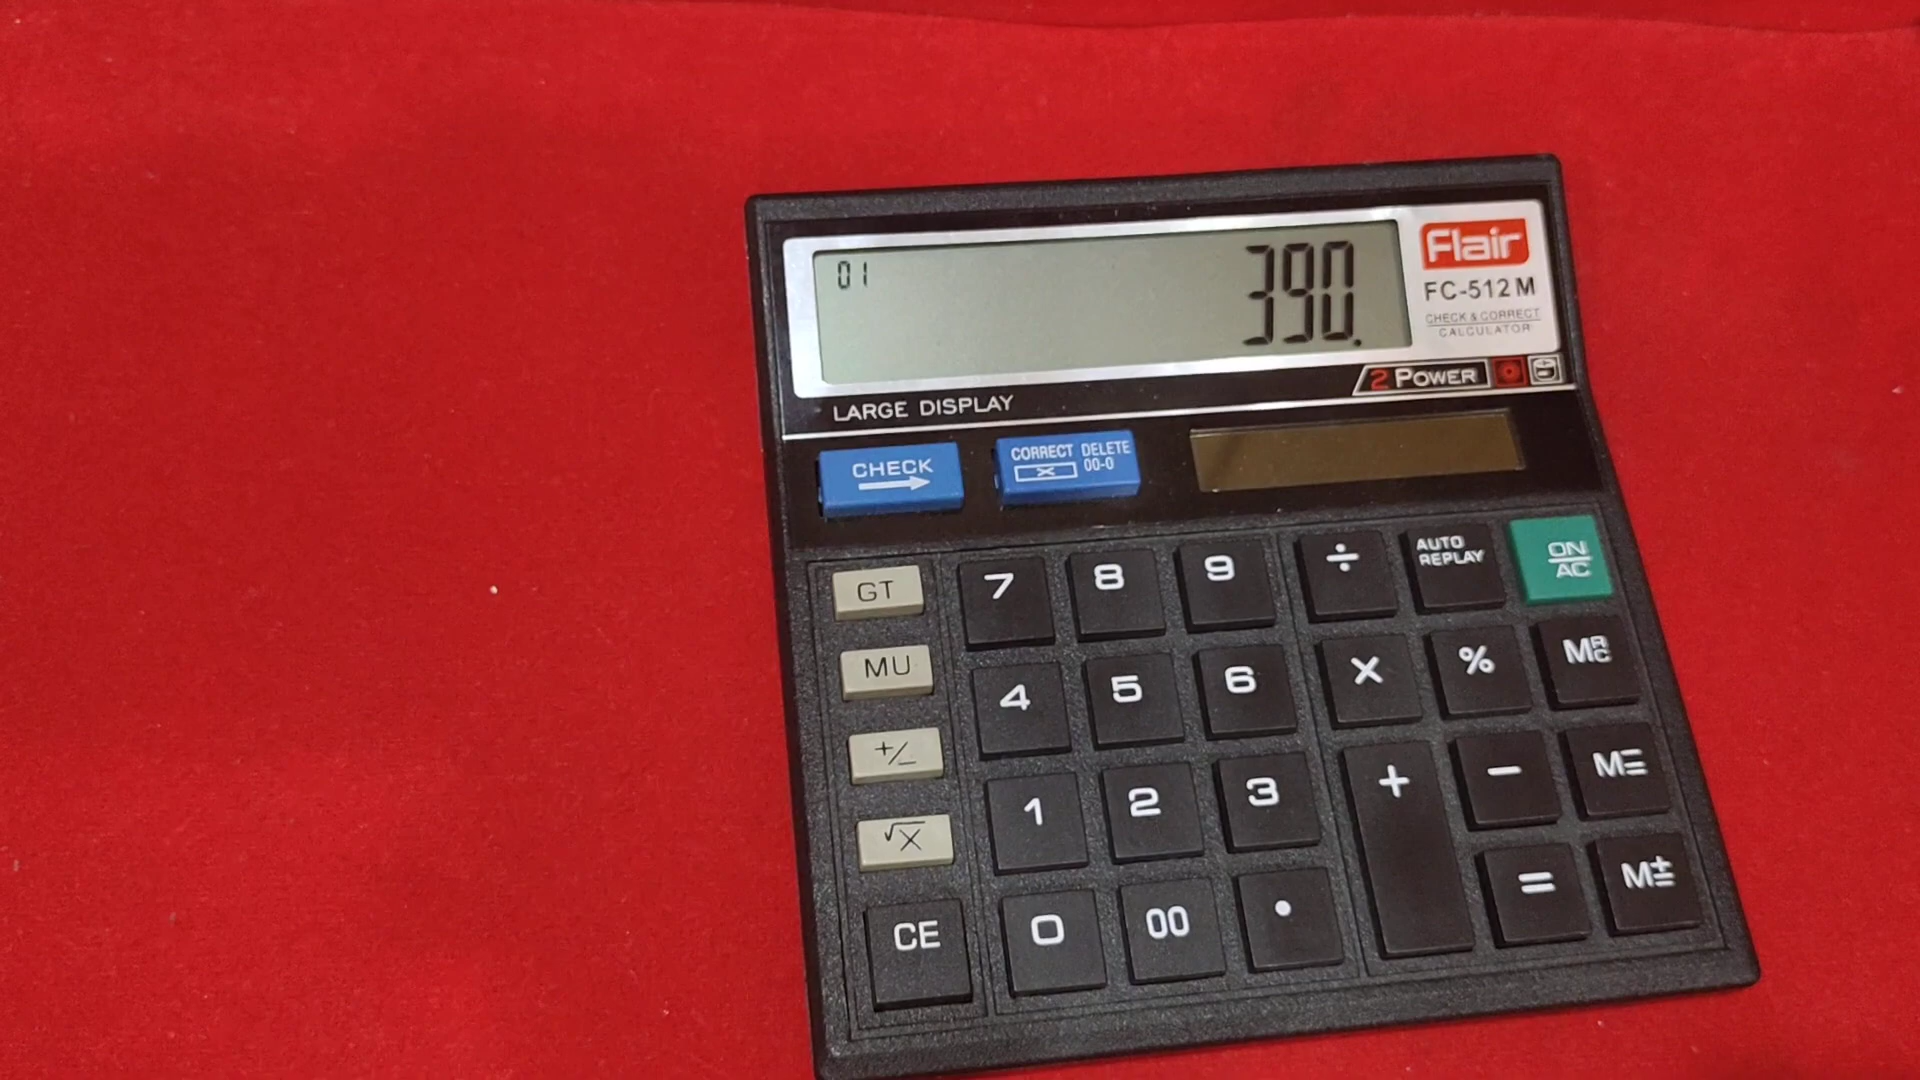 01
390.
Flair
FC-512 M
CHECK & CORRECT
CALCULATOR
2 POWER
LARGE DISPLAY
CHECK →
CORRECT DELETE
X 00-0
GT 7 8 9 ÷ AUTO REPLAY ON/AC
MU 4 5 6 X % MRC
+/- 1 2 3 + - M=
√X
CE 0 00 . = M±=